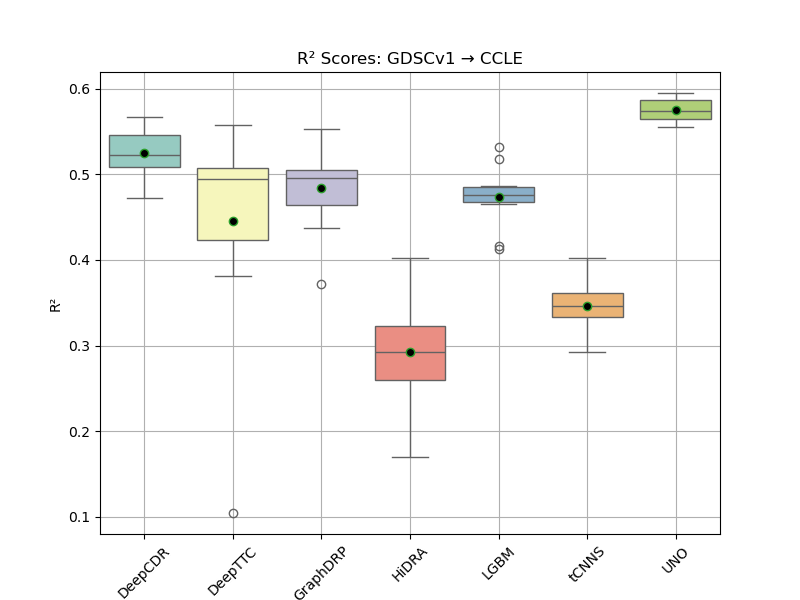 R² Scores: GDSCv1 → CCLE
R²
0.6
0.5
0.4
0.3
0.2
0.1
DeepCDR
DeepTTC
GraphDRP
HiDRA
LGBM
tCNNS
UNO